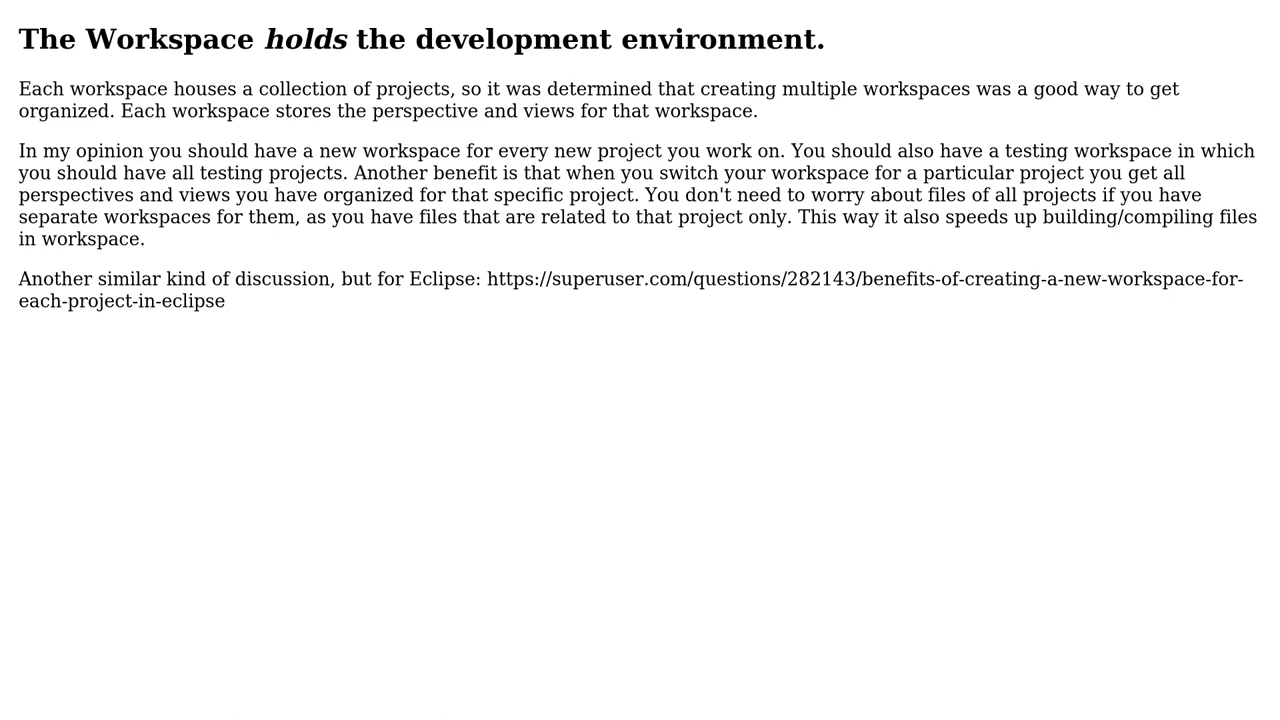 The Workspace holds the development environment.
Each workspace houses a collection of projects, so it was determined that creating multiple workspaces was a good way to get
organized. Each workspace stores the perspective and views for that workspace.
In my opinion you should have a new workspace for every new project you work on. You should also have a testing workspace in which
you should have all testing projects. Another benefit is that when you switch your workspace for a particular project you get all
perspectives and views you have organized for that specific project. You don't need to worry about files of all projects if you have
separate workspaces for them, as you have files that are related to that project only. This way it also speeds up building/compiling files
in workspace.
Another similar kind of discussion, but for Eclipse: https://superuser.com/questions/282143/benefits-of-creating-a-new-workspace-for-
each-project-in-eclipse